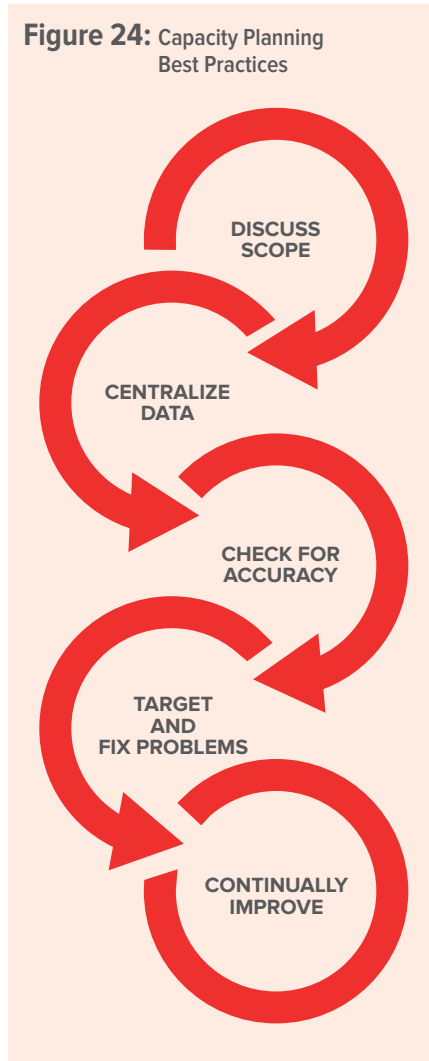 Figure 24: Capacity Planning
Best Practices
DISCUSS
SCOPE
CENTRALIZE
DATA
CHECK FOR
ACCURACY
TARGET
AND
FIX PROBLEMS
CONTINUALLY
IMPROVE